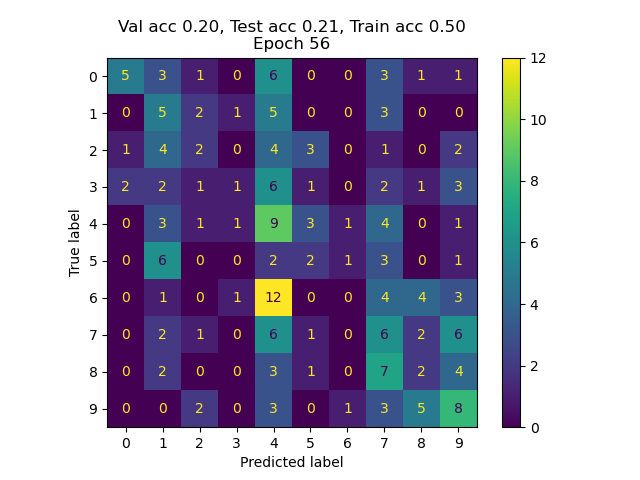 Val acc 0.20, Test acc 0.21, Train acc 0.50
Epoch 56
0 5 3 1 0 6 0 0 3 1 1
1 0 5 2 1 5 0 0 3 0 0
2 1 4 2 0 4 3 0 1 0 2
3 2 2 1 1 6 1 0 2 1 3
4 0 3 1 1 9 3 1 4 0 1
5 0 6 0 0 2 2 1 3 0 1
6 0 1 0 1 12 0 0 4 4 3
7 0 2 1 0 6 1 0 6 2 6
8 0 2 0 0 3 1 0 7 2 4
9 0 0 2 0 3 0 1 3 5 8
0 1 2 3 4 5 6 7 8 9
Predicted label
True label
12
10
8
6
4
2
0